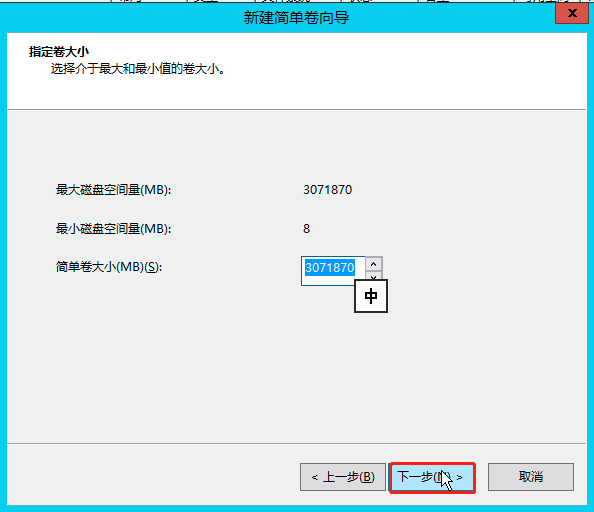 新建简单卷向导
x
指定卷大小
选择介于最大和最小值的卷大小。
最大磁盘空间量(MB): 3071870
最小磁盘空间量(MB): 8
简单卷大小(MB)(S): 3071870
中
< 上一步(B) 下一步(N) > 取消